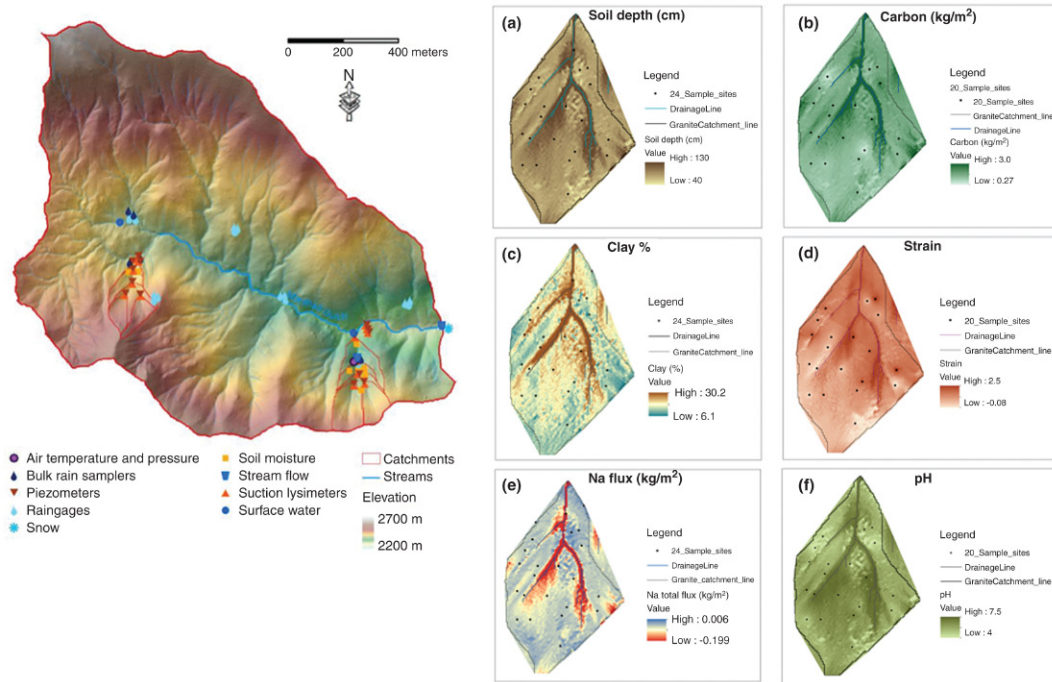 0 200 400 meters
N
Air temperature and pressure
Bulk rain samplers
Piezometers
Raingages
Snow
Soil moisture
Stream flow
Suction lysimeters
Surface water
Catchments
Streams
Elevation
2700 m
2200 m
(a) Soil depth (cm)
Legend
24_Sample_sites
DrainageLine
GraniteCatchment_line
Soil depth (cm)
Value
High : 130
Low : 40
(b) Carbon (kg/m²)
Legend
20_Sample_sites
20_Sample_sites
GraniteCatchment_line
DrainageLine
Carbon (kg/m²)
Value
High : 3.0
Low : 0.27
(c) Clay %
Legend
24_Sample_sites
DrainageLine
GraniteCatchment_line
Clay (%)
Value
High : 30.2
Low : 6.1
(d) Strain
Legend
20_Sample_sites
DrainageLine
GraniteCatchment_line
Strain
Value
High : 2.5
Low : -0.08
(e) Na flux (kg/m²)
Legend
24_Sample_sites
DrainageLine
Granite_catchment_line
Na total flux (kg/m²)
Value
High : 0.006
Low : -0.199
(f) pH
Legend
20_Sample_sites
DrainageLine
GraniteCatchment_line
pH
Value
High : 7.5
Low : 4